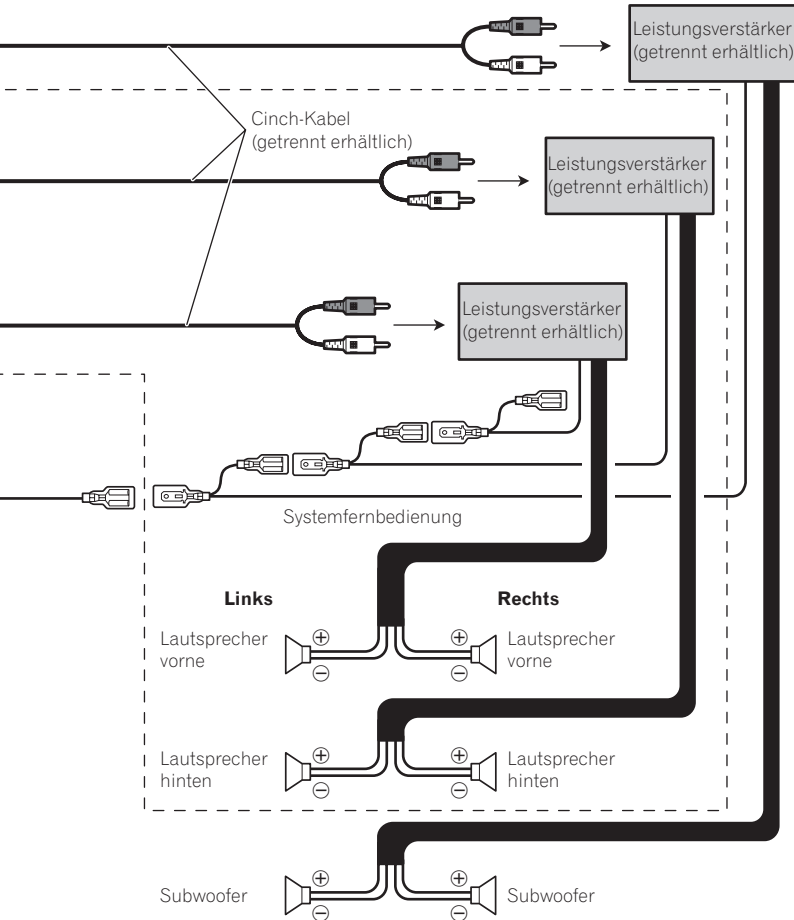 Leistungsverstärker
(getrennt erhältlich)
Cinch-Kabel
(getrennt erhältlich)
Leistungsverstärker
(getrennt erhältlich)
Leistungsverstärker
(getrennt erhältlich)
Systemfernbedienung
Links
Rechts
Lautsprecher
vorne
⊕
⊖
⊕
⊖
Lautsprecher
vorne
Lautsprecher
hinten
⊕
⊖
⊕
⊖
Lautsprecher
hinten
Subwoofer
⊕
⊖
⊕
⊖
Subwoofer